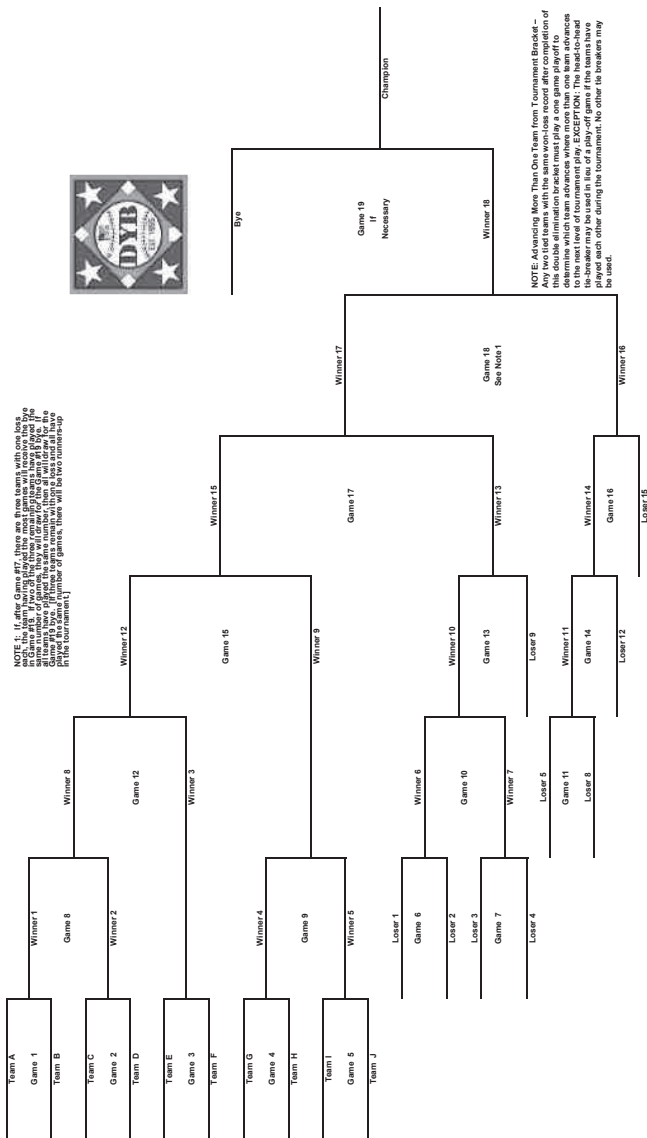 Team A
Game 1
Team B
Team C
Game 2
Team D
Team E
Game 3
Team F
Team G
Game 4
Team H
Team I
Game 5
Team J
Winner 1
Game 8
Winner 2
Winner 4
Game 9
Winner 5
Loser 1
Game 6
Loser 2
Loser 3
Game 7
Loser 4
Winner 8
Game 12
Winner 3
Winner 6
Game 10
Winner 7
Loser 5
Game 11
Loser 8
Winner 12
Game 15
Winner 9
Winner 10
Game 13
Loser 9
Winner 11
Game 14
Loser 12
Winner 15
Game 17
Winner 13
Winner 14
Game 16
Loser 15
Winner 17
Game 18
See Note1
Winner 16
Bye
Game 19
If
Necessary
Winner 18
Champion
NOTE 1: If, after Game #17, there are three teams with one loss
each, the team having played the most games will receive the bye
in Game #19. If two of the three remaining teams have played the
same number of games, they will draw for the Game #19 bye. If
all teams have played the same number, then all will draw for the
Game #19 bye. [If three teams remain with one loss and all have
played the same number of games, there will be two runners-up
in the tournament.]
DYB
NOTE: Advancing More Than One Team from Tournament Bracket –
Any two tied teams with the same won-loss record after completion of
this double elimination bracket must play a one game playoff to
determine which team advances where more than one team advances
to the next level of tournament play. EXCEPTION: The head-to-head
tie-breaker may be used in lieu of a play-off game if the teams have
played each other during the tournament. No other tie breakers may
be used.